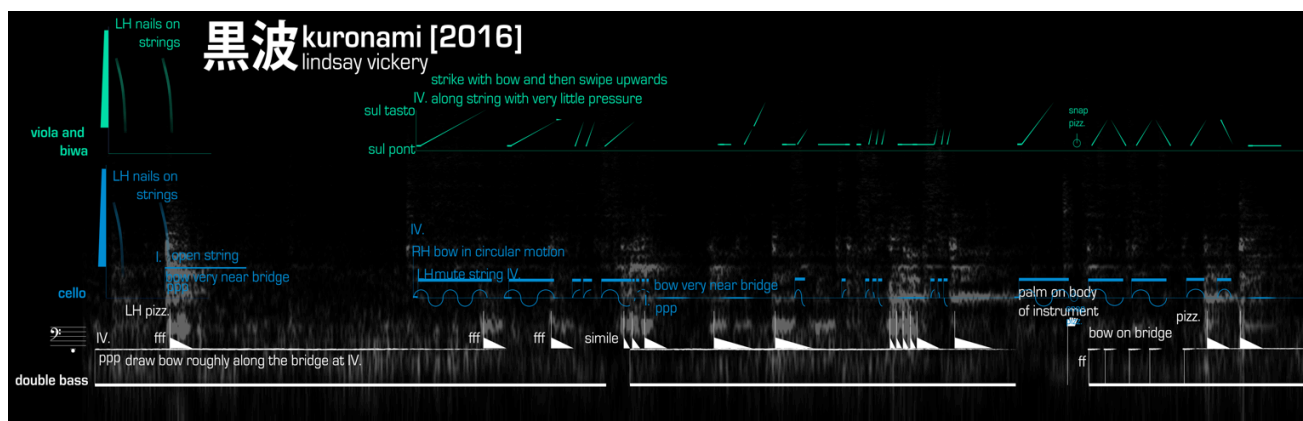 LH nails on
strings
黒波 kuronami [2016]
lindsay vickery
strike with bow and then swipe upwards
IV. along string with very little pressure
sul tasto
snap
pizz.
viola and
biwa
sul pont
LH nails on
strings
IV.
RH bow in circular motion
I. open string
bow very near bridge
ppp
LH mute string IV.
bow very near bridge
I.
ppp
cello
palm on body
of instrument
LH pizz.
pizz.
IV.
fff
fff
fff
simile
bow on bridge
ppp draw bow roughly along the bridge at IV.
ff
double bass